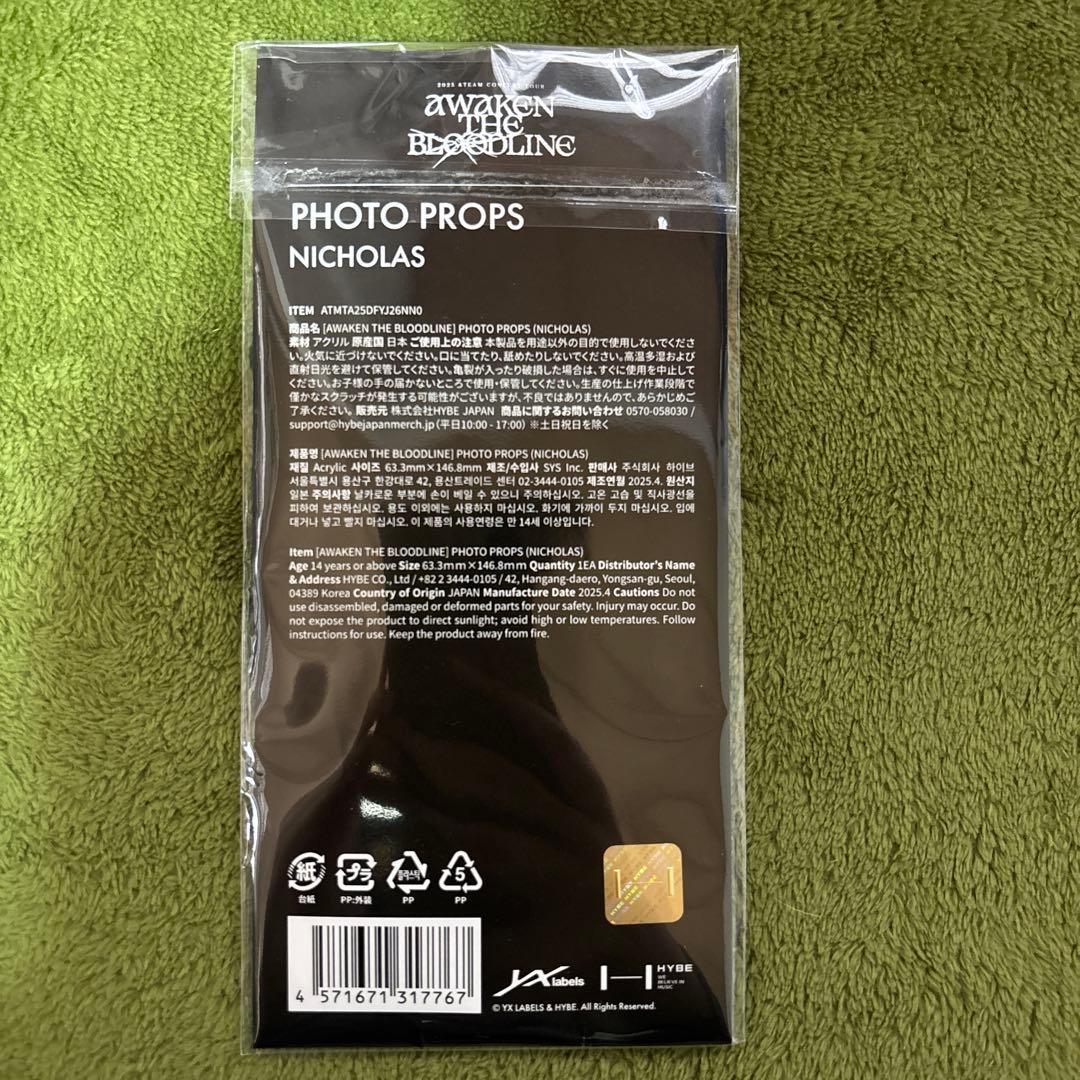 2025 &TEAM CONCERT TOUR
AWAKEN
THE
BLOODLINE
PHOTO PROPS
NICHOLAS
ITEM ATMTA25DFYJ26NN0
商品名 [AWAKEN THE BLOODLINE] PHOTO PROPS (NICHOLAS)
素材 アクリル 原産国 日本 ご使用上の注意 本製品を用途以外の目的で使用しないでくださ
い。火気に近づけないでください。口に当てたり、舐めたりしないでください。高温多湿および
直射日光を避けて保管してください。亀裂が入ったり破損した場合は、すぐに使用を中止して
ください。お子様の手の届かないところで使用・保管してください。生産の仕上げ作業段階で
僅かなスクラッチが発生する可能性がございますが、不良ではありませんので、あらかじめご
了承ください。 販売元 株式会社HYBE JAPAN 商品に関するお問い合わせ 0570-058030 /
support@hybejapanmerch.jp (平日10:00 - 17:00) ※土日祝日を除く
제품명 [AWAKEN THE BLOODLINE] PHOTO PROPS (NICHOLAS)
재질 Acrylic 사이즈 63.3mm×146.8mm 제조/수입사 SYS Inc. 판매사 주식회사 하이브
서울특별시 용산구 한강대로 42, 용산트레이드 센터 02-3444-0105 제조연월 2025.4. 원산지
일본 주의사항 날카로운 부분에 손이 베일 수 있으니 주의하십시오. 고온 고습 및 직사광선을
피하여 보관하십시오. 용도 이외에는 사용하지 마십시오. 화기에 가까이 두지 마십시오. 입에
대거나 넣고 빨지 마십시오. 이 제품의 사용연령은 만 14세 이상입니다.
Item [AWAKEN THE BLOODLINE] PHOTO PROPS (NICHOLAS)
Age 14 years or above Size 63.3mm×146.8mm Quantity 1EA Distributor's Name
& Address HYBE CO., Ltd / +82 2 3444-0105 / 42, Hangang-daero, Yongsan-gu, Seoul,
04389 Korea Country of Origin JAPAN Manufacture Date 2025.4 Cautions Do not
use disassembled, damaged or deformed parts for your safety. Injury may occur. Do
not expose the product to direct sunlight; avoid high or low temperatures. Follow
instructions for use. Keep the product away from fire.
紙 プラ 플라스틱 5
台紙 PP:外装 PP PP
HYBE HYBE
4 571671 317767
YX labels HYBE
WE
BELIEVE IN
MUSIC
© YX LABELS & HYBE. All Rights Reserved.